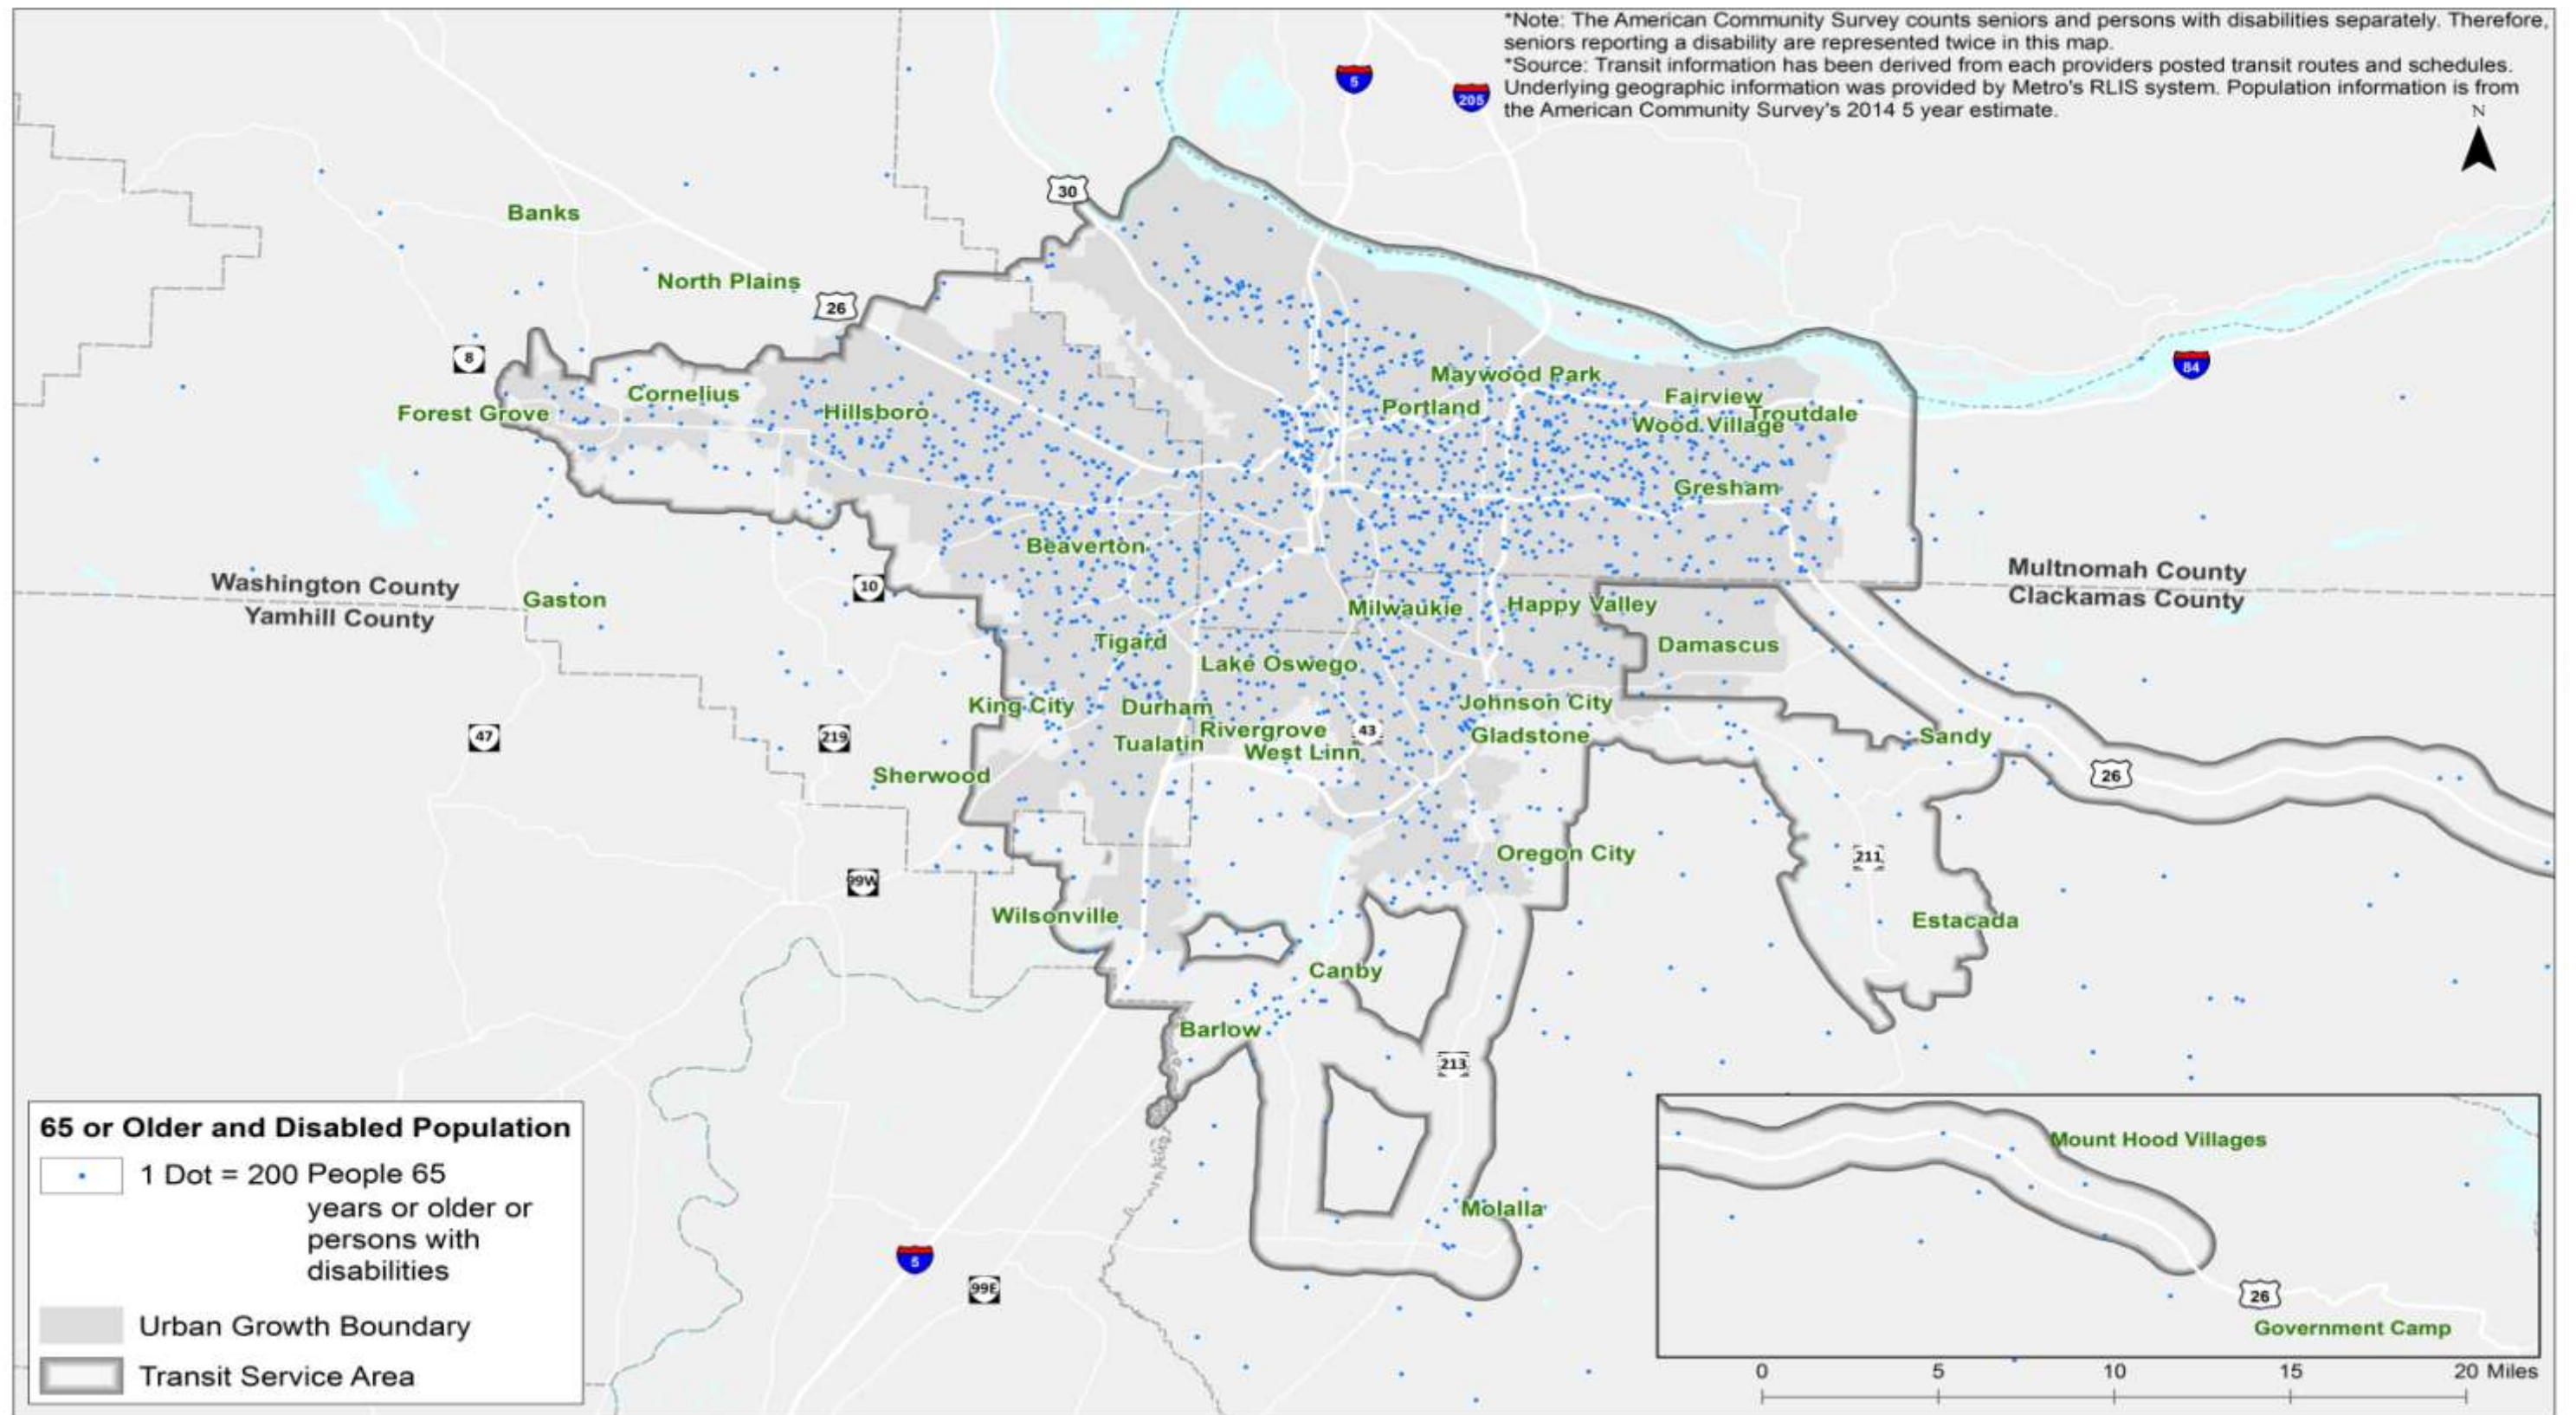 *Note: The American Community Survey counts seniors and persons with disabilities separately. Therefore,
seniors reporting a disability are represented twice in this map.
*Source: Transit information has been derived from each providers posted transit routes and schedules.
Underlying geographic information was provided by Metro's RLIS system. Population information is from
the American Community Survey's 2014 5 year estimate.
N
5
205
30
Banks
North Plains
26
8
84
Maywood Park
Cornelius
Fairview
Forest Grove
Hillsboro
Portland
Troutdale
Wood Village
Gresham
Beaverton
Washington County
Yamhill County
10
Gaston
Multnomah County
Clackamas County
Milwaukie
Happy Valley
Tigard
Damascus
Lake Oswego
King City
Durham
Johnson City
47
219
Rivergrove
43
Gladstone
Tualatin
West Linn
Sandy
Sherwood
26
Oregon City
211
99W
Wilsonville
Estacada
Canby
Barlow
213
Molalla
5
99E
Mount Hood Villages
26
Government Camp
0 5 10 15 20 Miles
65 or Older and Disabled Population
1 Dot = 200 People 65
years or older or
persons with
disabilities
Urban Growth Boundary
Transit Service Area